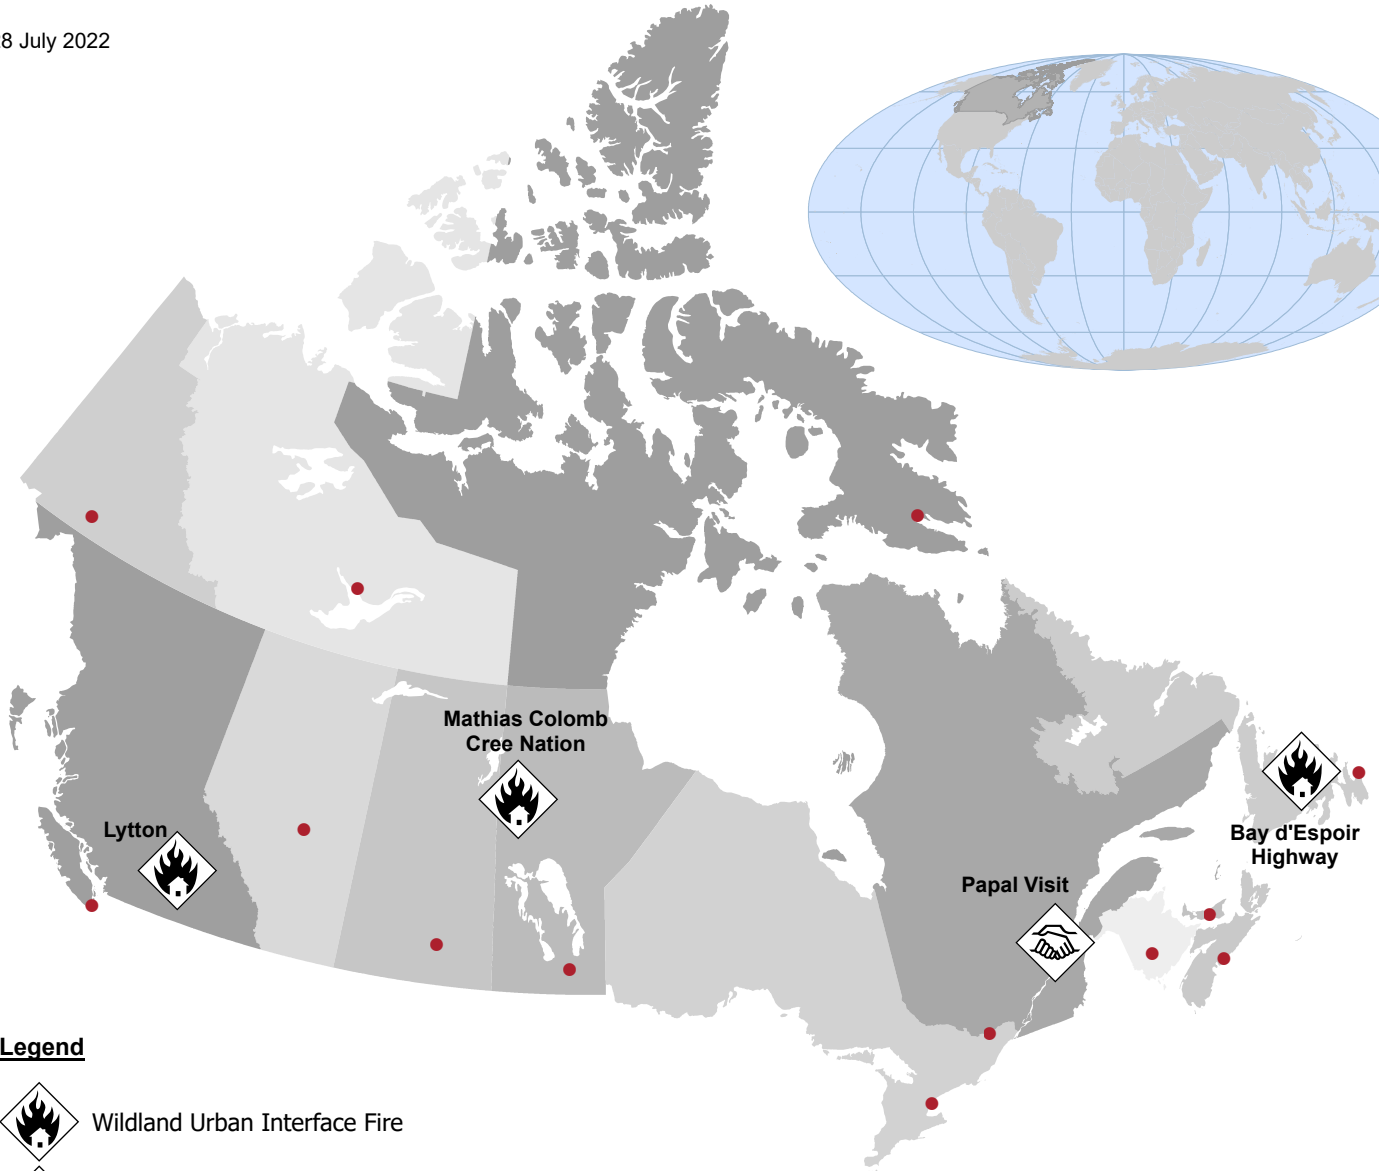 8 July 2022
Mathias Colomb
Cree Nation
Lytton
Bay d'Espoir
Highway
Papal Visit
Legend
Wildland Urban Interface Fire